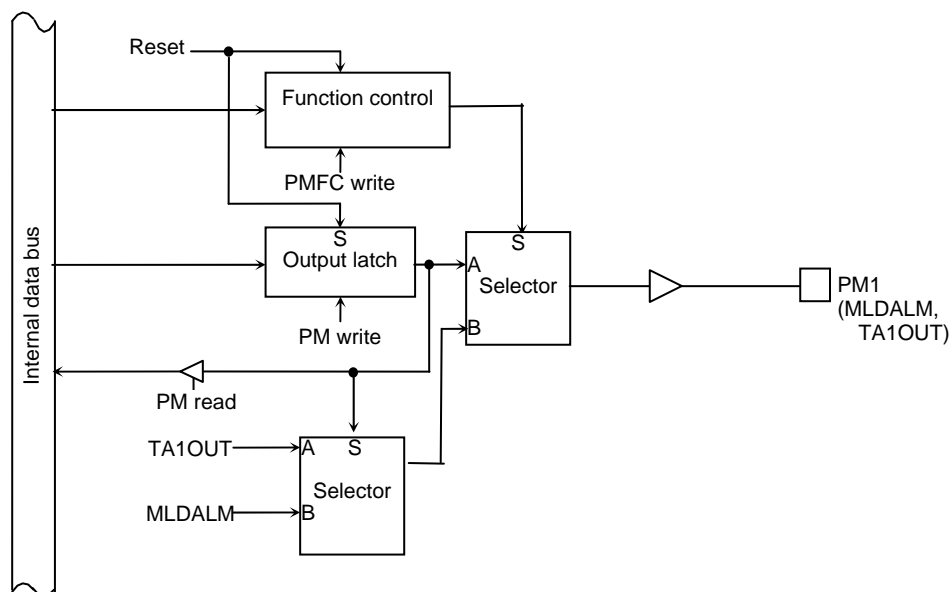 Reset
Function control
PMFC write
Internal data bus
S
Output latch
PM write
PM read
S
A
Selector
B
PM1
(MLDALM,
TA1OUT)
TA1OUT
A
S
Selector
MLDALM
B